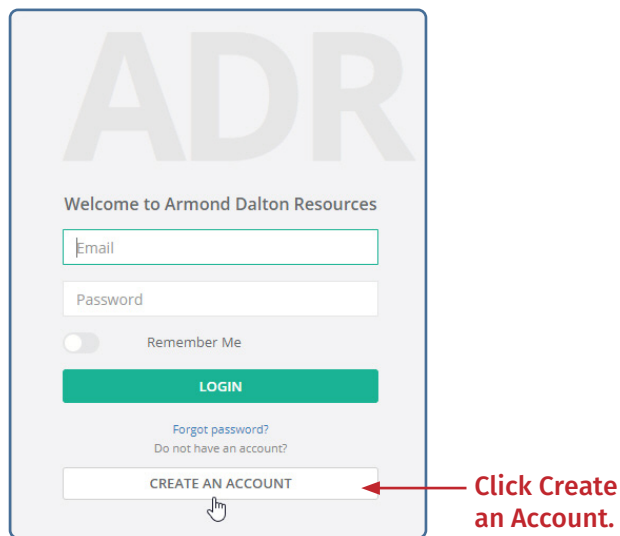 ADR
Welcome to Armond Dalton Resources
Email
Password
Remember Me
LOGIN
Forgot password?
Do not have an account?
CREATE AN ACCOUNT
Click Create
an Account.